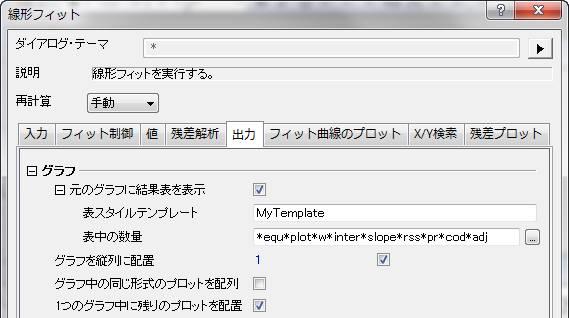 線形フィット
ダイアログ・テーマ *
説明 線形フィットを実行する。
再計算 手動
入力 フィット制御 値 残差解析 出力 フィット曲線のプロット X/Y検索 残差プロット
グラフ
元のグラフに結果表を表示
表スタイルテンプレート MyTemplate
表中の数量 *equ*plot*w*inter*slope*rss*pr*cod*adj ...
グラフを縦列に配置 1
グラフ中の同じ形式のプロットを配列
1つのグラフ中に残りのプロットを配置